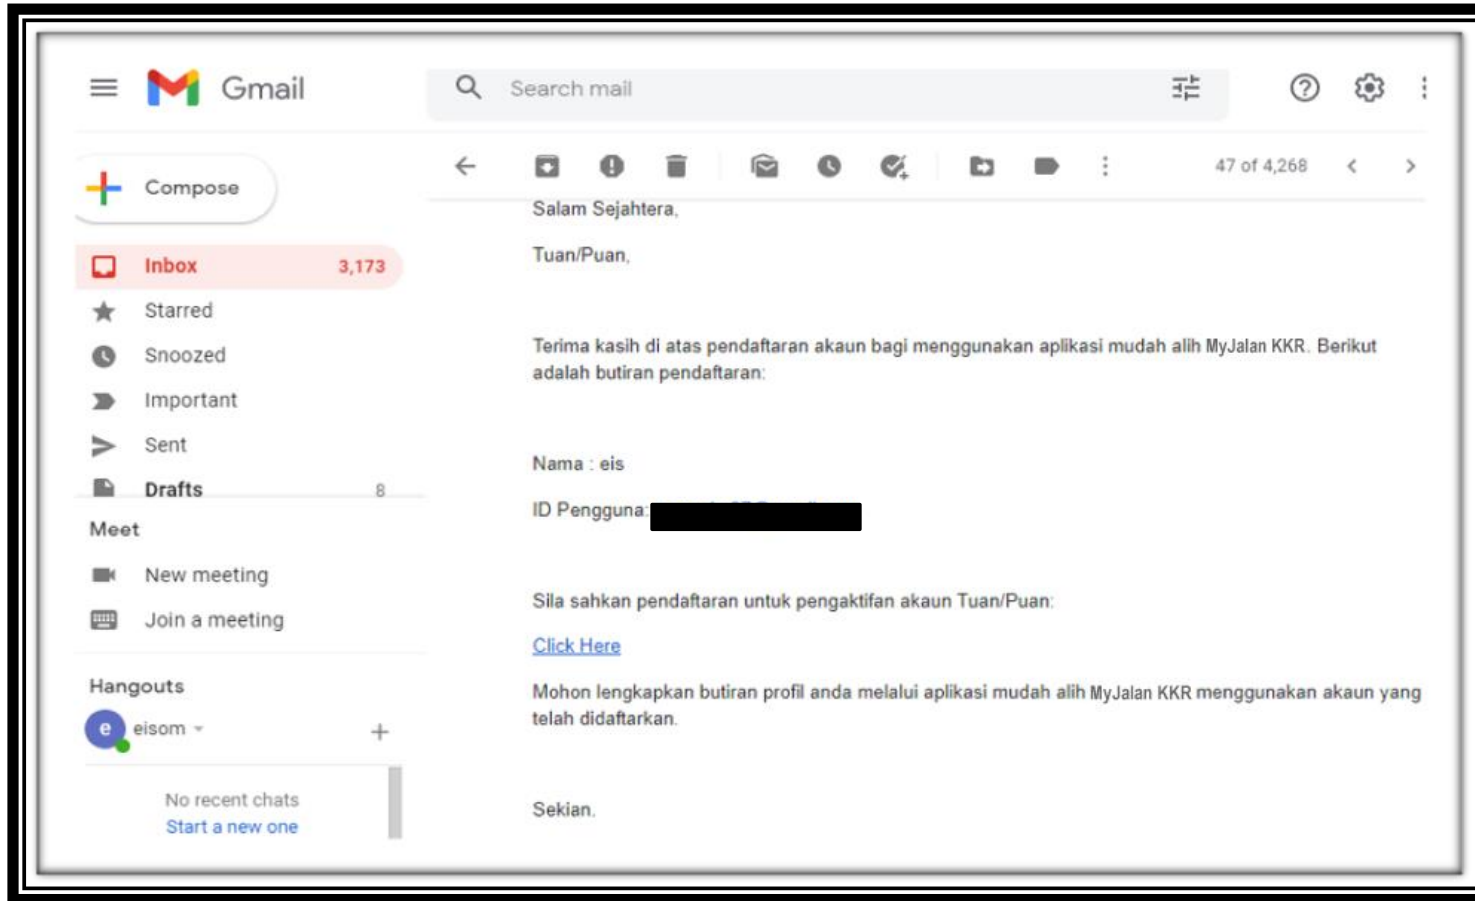 Gmail
Search mail
Compose
47 of 4,268
Inbox 3,173
Starred
Snoozed
Important
Sent
Drafts 8
Meet
New meeting
Join a meeting
Hangouts
e eisom
No recent chats
Start a new one
Salam Sejahtera,
Tuan/Puan,
Terima kasih di atas pendaftaran akaun bagi menggunakan aplikasi mudah alih MyJalan KKR. Berikut
adalah butiran pendaftaran:
Nama : eis
ID Pengguna:
Sila sahkan pendaftaran untuk pengaktifan akaun Tuan/Puan:
Click Here
Mohon lengkapkan butiran profil anda melalui aplikasi mudah alih MyJalan KKR menggunakan akaun yang
telah didaftarkan.
Sekian.